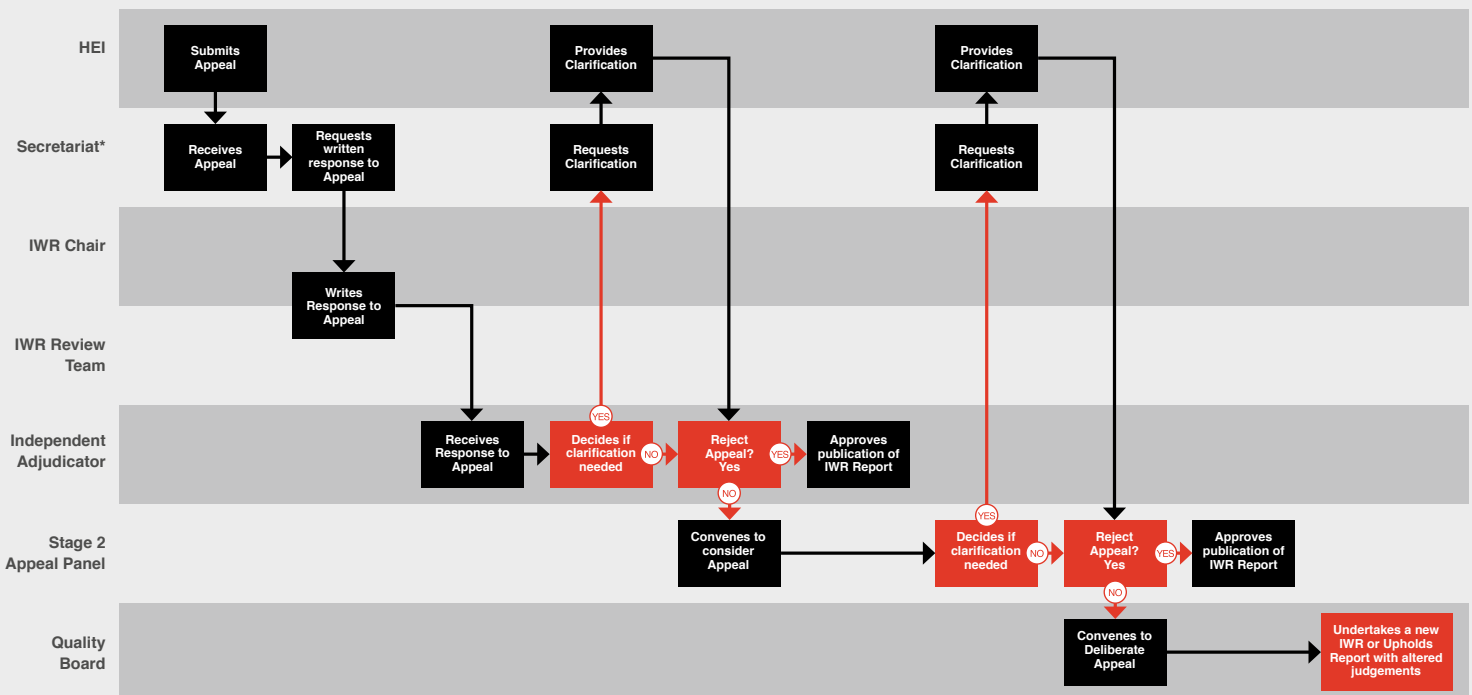 HEI
Submits
Appeal
Provides
Clarification
Provides
Clarification
Secretariat*
Receives
Appeal
Requests
written
response to
Appeal
Requests
Clarification
Requests
Clarification
IWR Chair
Writes
Response to
Appeal
IWR Review
Team
Independent
Adjudicator
Receives
Response to
Appeal
YES
Decides if
clarification
needed
NO
Reject
Appeal?
Yes
YES
Approves
publication of
IWR Report
NO
Stage 2
Appeal Panel
Convenes to
consider
Appeal
YES
Decides if
clarification
needed
NO
Reject
Appeal?
Yes
YES
Approves
publication of
IWR Report
NO
Quality
Board
Convenes to
Deliberate
Appeal
Undertakes a new
IWR or Upholds
Report with altered
judgements